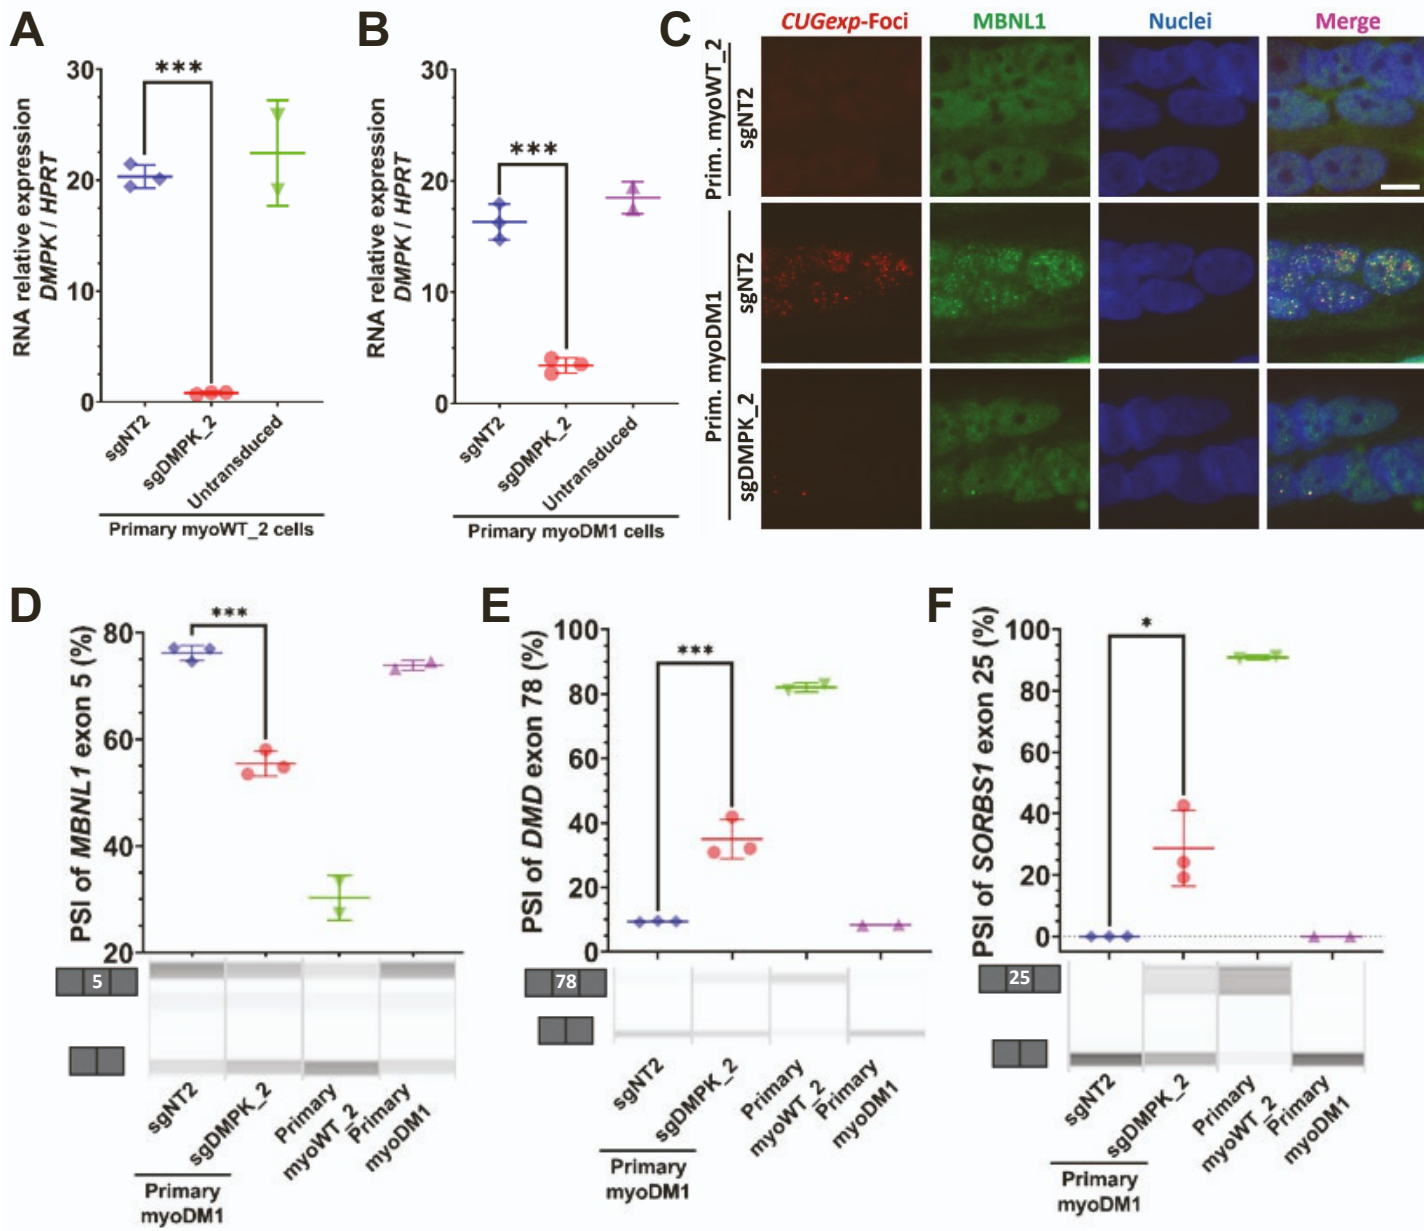 A
RNA relative expression
DMPK / HPRT
30
20
10
0
***
sgNT2
sgDMPK_2
Untransduced
Primary myoWT_2 cells
B
RNA relative expression
DMPK / HPRT
30
20
10
0
***
sgNT2
sgDMPK_2
Untransduced
Primary myoDM1 cells
C
CUGexp-Foci
MBNL1
Nuclei
Merge
Prim. myoWT_2
sgNT2
Prim. myoDM1
sgNT2
sgDMPK_2
D
PSI of MBNL1 exon 5 (%)
80
60
40
20
***
5
sgNT2
sgDMPK_2
Primary
myoWT_2
Primary
myoDM1
Primary
myoDM1
E
PSI of DMD exon 78 (%)
100
80
60
40
20
0
***
78
sgNT2
sgDMPK_2
Primary
myoWT_2
Primary
myoDM1
Primary
myoDM1
F
PSI of SORBS1 exon 25 (%)
100
80
60
40
20
0
*
25
sgNT2
sgDMPK_2
Primary
myoWT_2
Primary
myoDM1
Primary
myoDM1